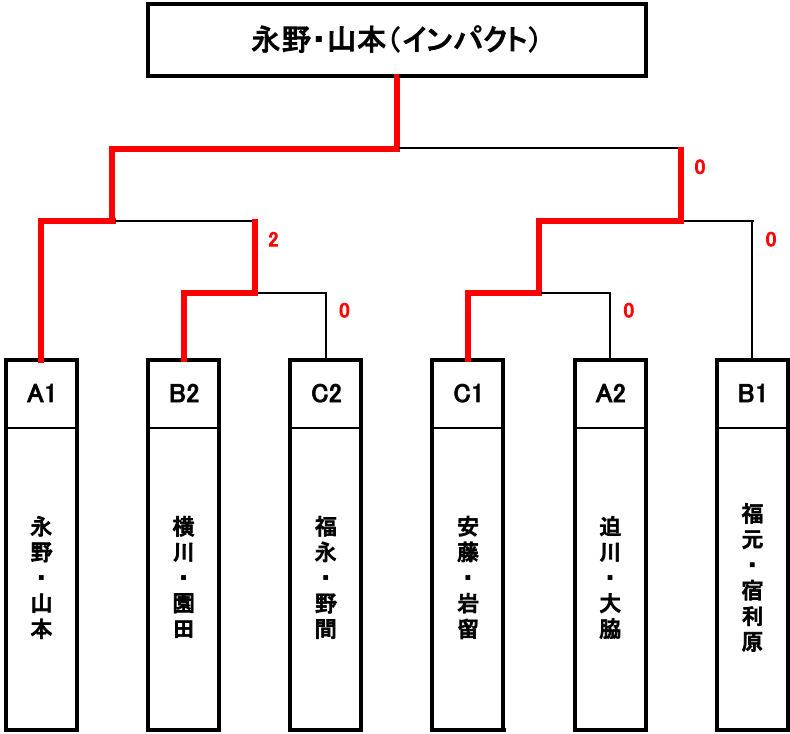 永野・山本（インパクト）
0
2
0
0
0
A1
B2
C2
C1
A2
B1
永野・山本
横川・園田
福永・野間
安藤・岩留
迫川・大脇
福元・宿利原